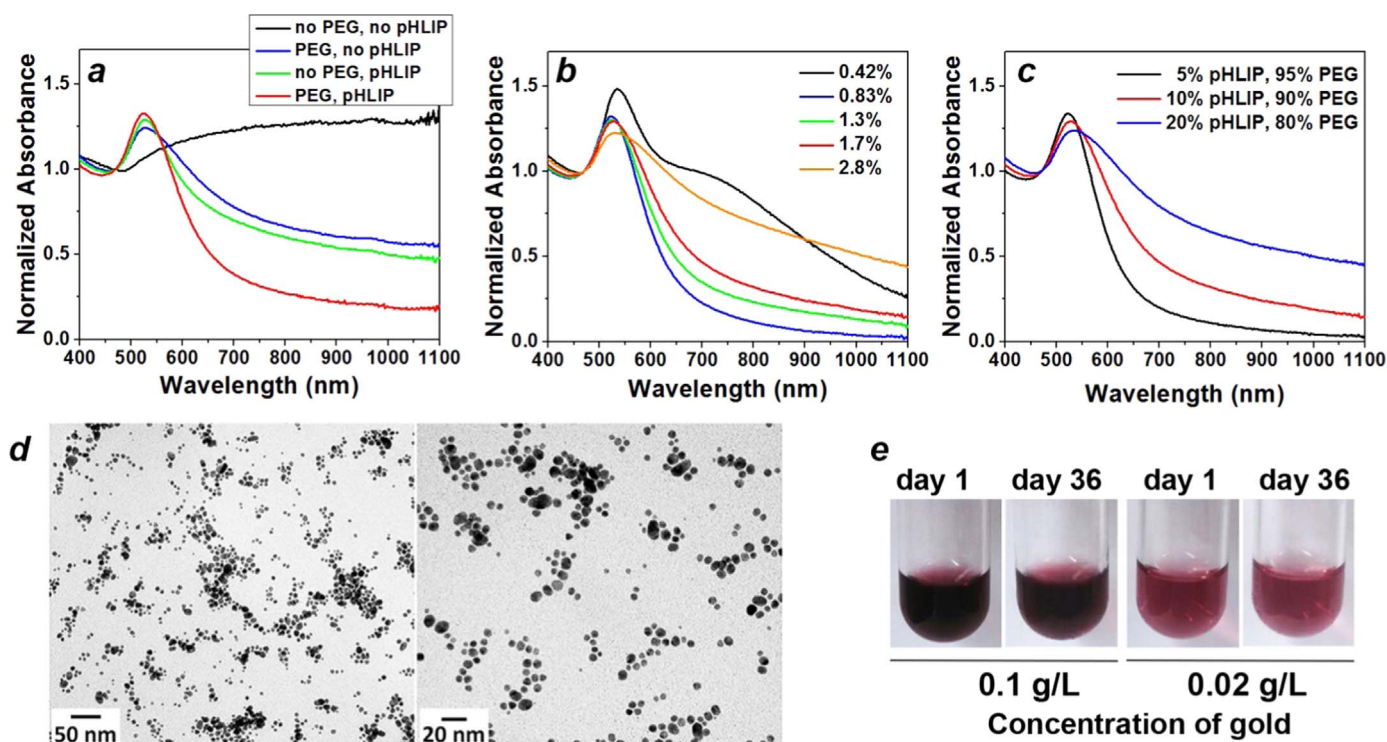 a
no PEG, no pHLIP
PEG, no pHLIP
no PEG, pHLIP
PEG, pHLIP
Normalized Absorbance
1.5
1.0
0.5
0.0
400 500 600 700 800 900 1000 1100
Wavelength (nm)
b
0.42%
0.83%
1.3%
1.7%
2.8%
Normalized Absorbance
1.5
1.0
0.5
0.0
400 500 600 700 800 900 1000 1100
Wavelength (nm)
c
5% pHLIP, 95% PEG
10% pHLIP, 90% PEG
20% pHLIP, 80% PEG
Normalized Absorbance
1.5
1.0
0.5
0.0
400 500 600 700 800 900 1000 1100
Wavelength (nm)
d
50 nm
20 nm
e
day 1 day 36 day 1 day 36
0.1 g/L 0.02 g/L
Concentration of gold